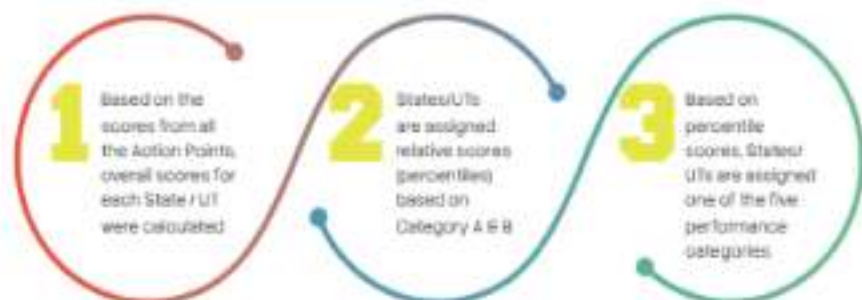 1
Based on the
scores from all
the Action Points,
overall scores for
each State / UT
were calculated
2
States/UTs
are assigned
relative scores
(percentiles)
based on
Category A & B
3
Based on
percentile
scores, States/
UTs are assigned
one of the five
performance
categories